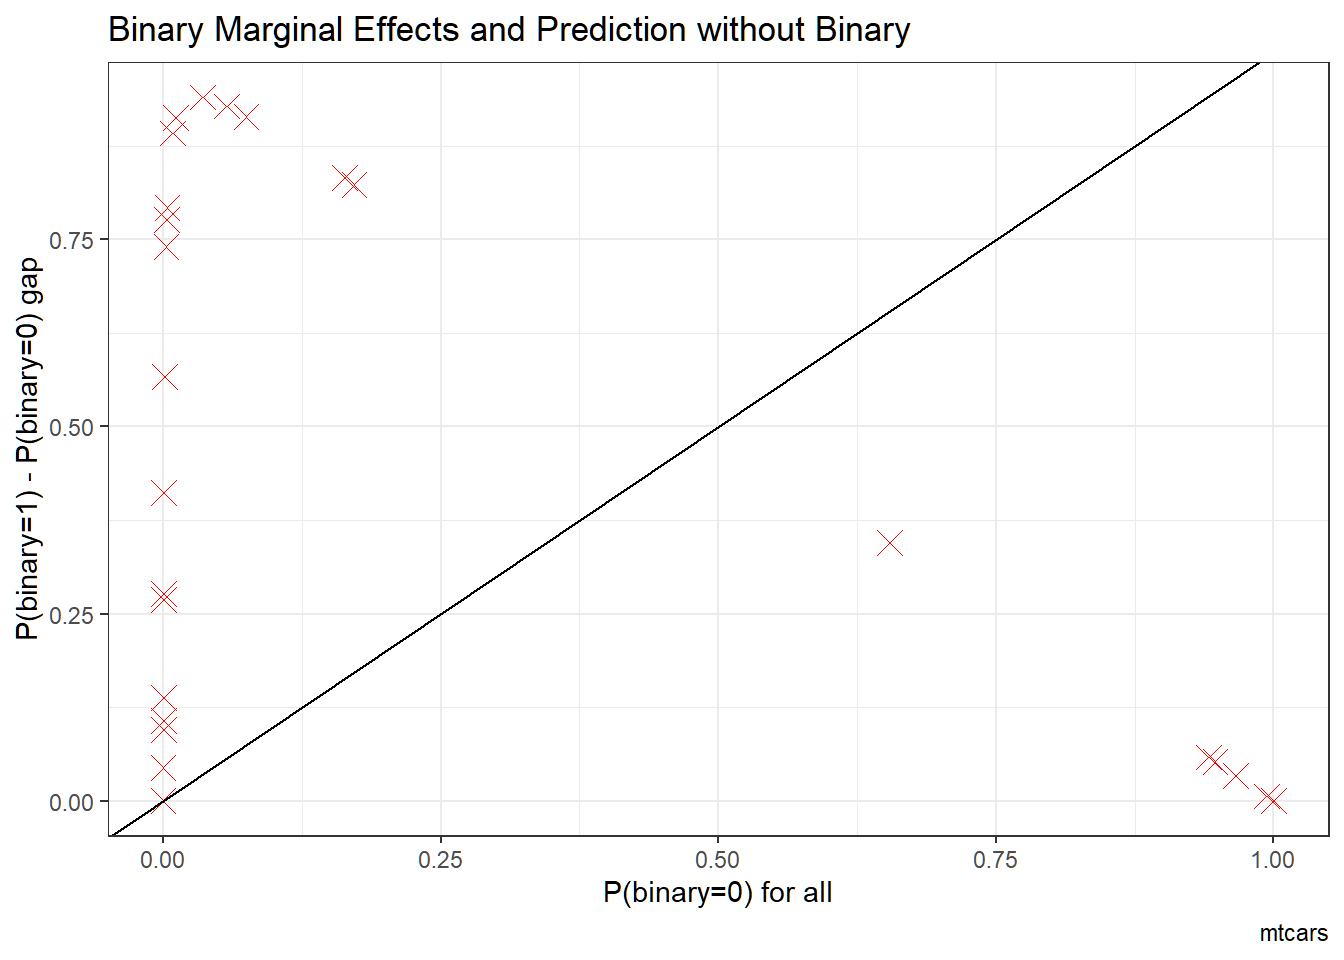 Binary Marginal Effects and Prediction without Binary
P(binary=1) - P(binary=0) gap
0.75
0.50
0.25
0.00
0.00 0.25 0.50 0.75 1.00
P(binary=0) for all
mtcars